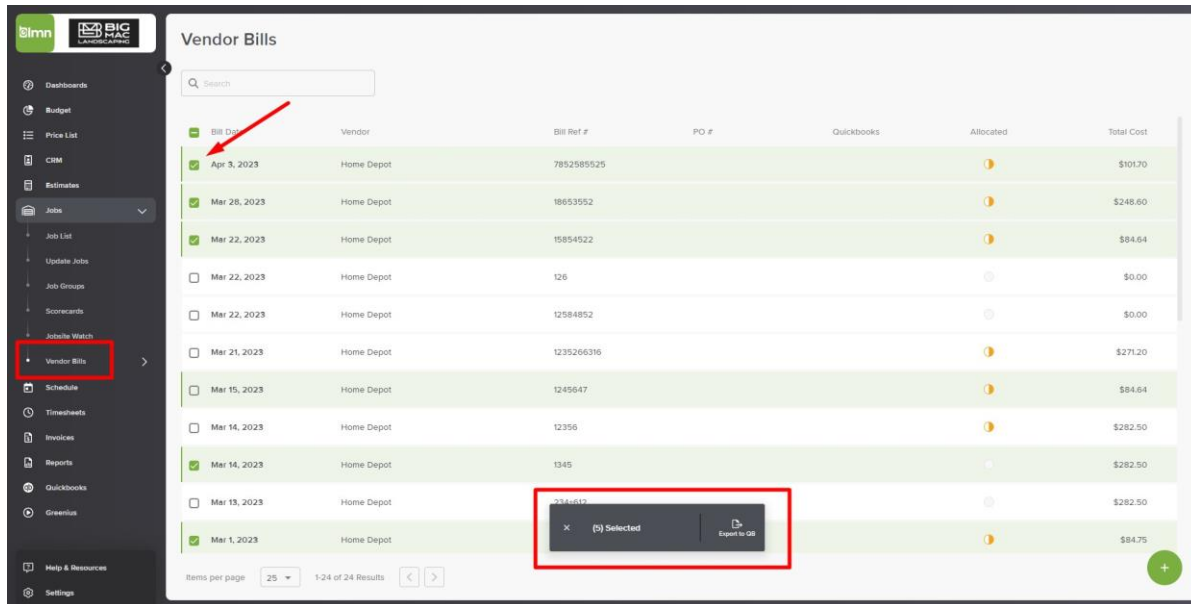 lmn
BIG
MAC
LANDSCAPING
Vendor Bills
Search
Dashboards
Budget
Price List
CRM
Estimates
Jobs
Job List
Update Jobs
Job Groups
Scorecards
Jobsite Watch
Vendor Bills
Schedule
Timesheets
Invoices
Reports
Quickbooks
Greenius
Help & Resources
Settings
Bill Date Vendor Bill Ref # PO # Quickbooks Allocated Total Cost
Apr 3, 2023 Home Depot 7852585525 $101.70
Mar 28, 2023 Home Depot 18653552 $248.60
Mar 22, 2023 Home Depot 15854522 $84.64
Mar 22, 2023 Home Depot 126 $0.00
Mar 22, 2023 Home Depot 12584852 $0.00
Mar 21, 2023 Home Depot 1235266316 $271.20
Mar 15, 2023 Home Depot 1245647 $84.64
Mar 14, 2023 Home Depot 12356 $282.50
Mar 14, 2023 Home Depot 1345 $282.50
Mar 13, 2023 Home Depot $282.50
Mar 1, 2023 Home Depot $84.75
(5) Selected
Export to QB
Items per page 25 1-24 of 24 Results